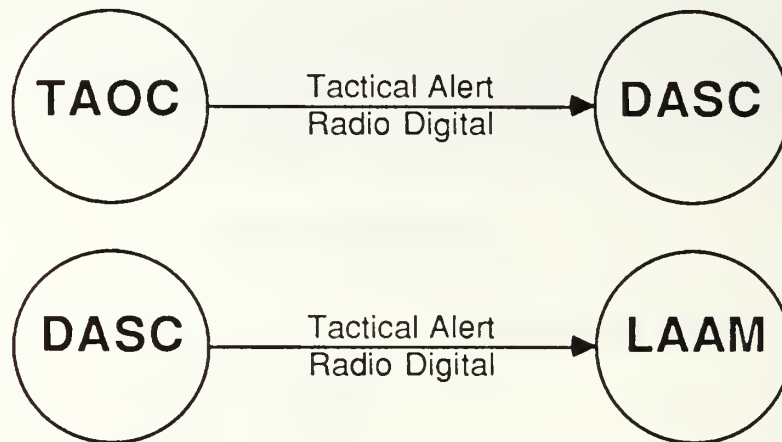 TAOC
Tactical Alert
Radio Digital
DASC
DASC
Tactical Alert
Radio Digital
LAAM